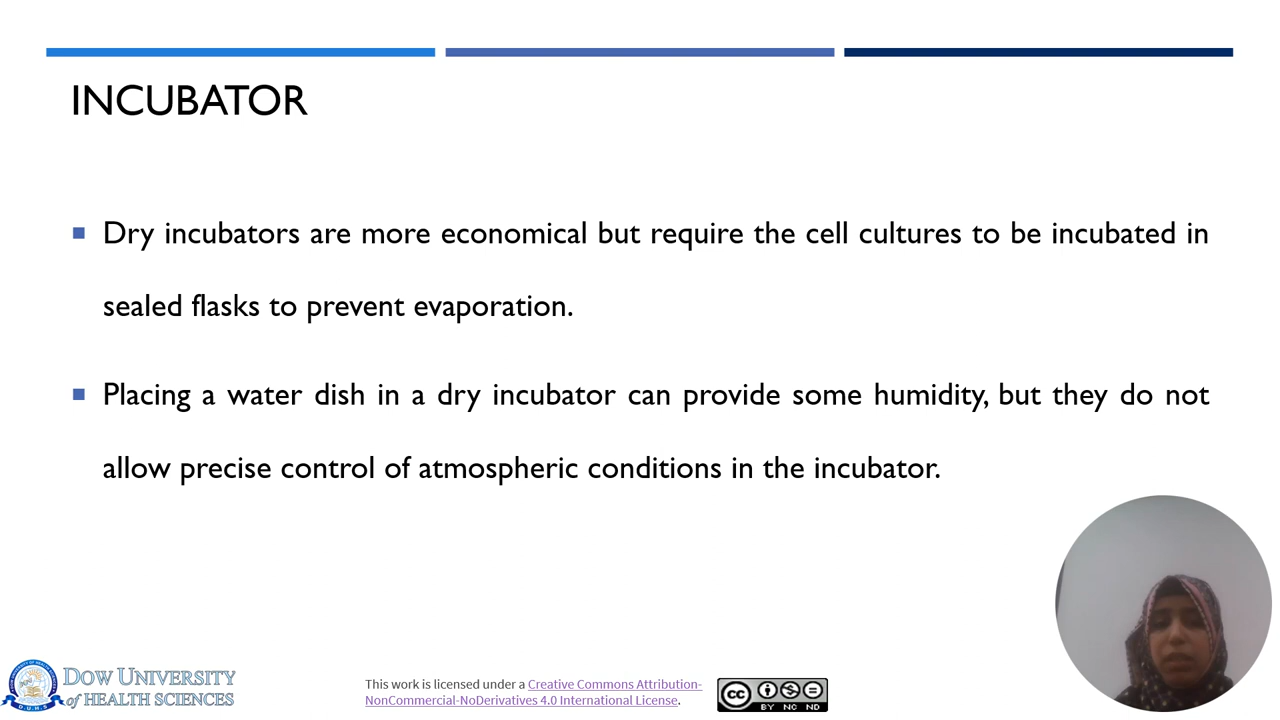 INCUBATOR
Dry incubators are more economical but require the cell cultures to be incubated in
sealed flasks to prevent evaporation.
Placing a water dish in a dry incubator can provide some humidity, but they do not
allow precise control of atmospheric conditions in the incubator.
DOW UNIVERSITY
of HEALTH SCIENCES
D.U.H.S
This work is licensed under a Creative Commons Attribution-
NonCommercial-NoDerivatives 4.0 International License.
cc
BY NC ND